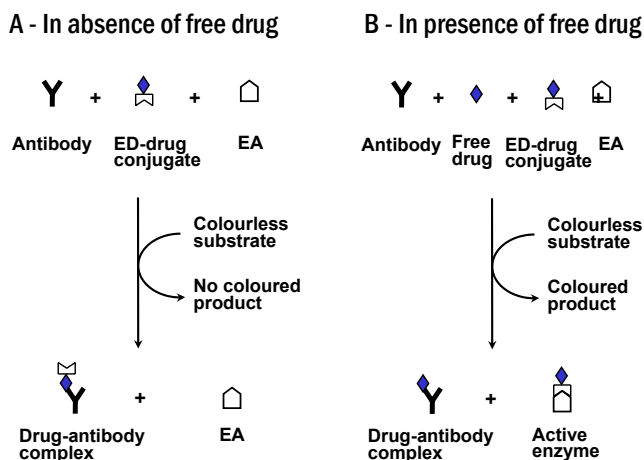 A - In absence of free drug
+ +
Antibody ED-drug conjugate EA
Colourless
substrate
No coloured
product
+
Drug-antibody
complex
EA
B - In presence of free drug
+ + +
Antibody Free drug ED-drug conjugate EA
Colourless
substrate
Coloured
product
+
Drug-antibody
complex
Active
enzyme